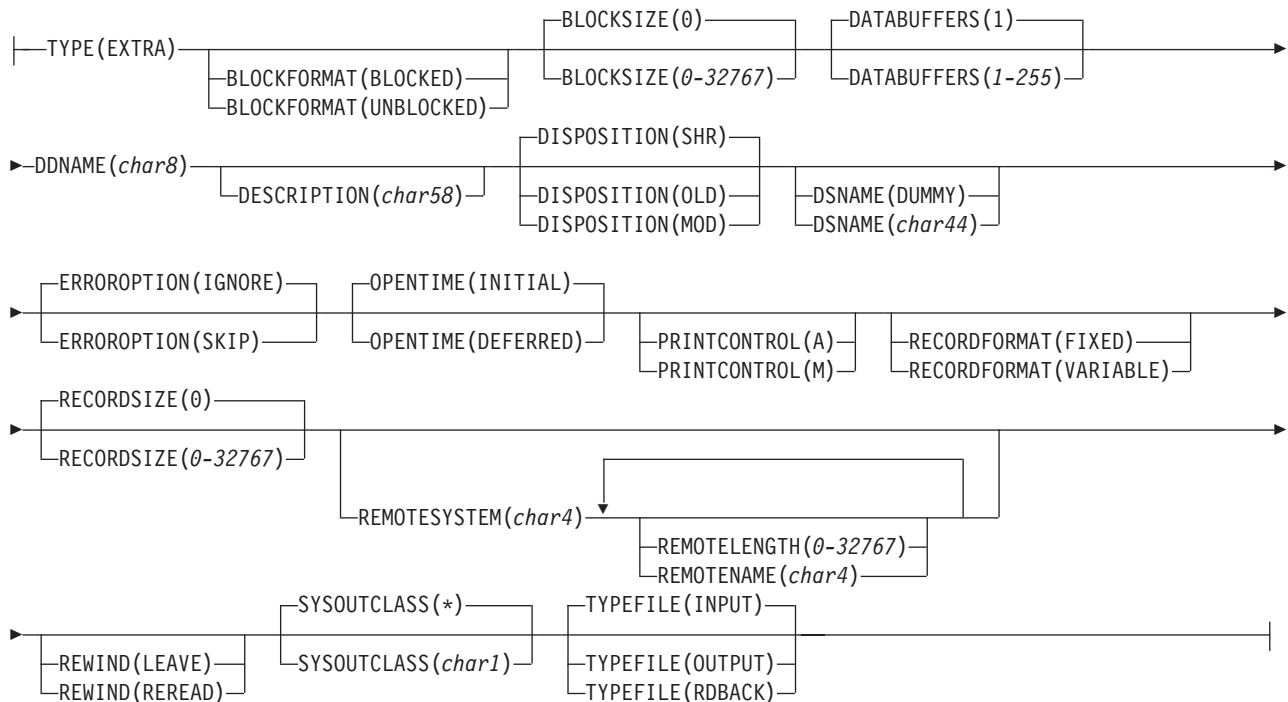 BLOCKSIZE(0) DATABUFFERS(1)
TYPE(EXTRA)
BLOCKFORMAT(BLOCKED) BLOCKSIZE(0-32767) DATABUFFERS(1-255)
BLOCKFORMAT(UNBLOCKED)
DISPOSITION(SHR)
DDNAME(char8)
DESCRIPTION(char58) DISPOSITION(OLD) DSNAME(DUMMY)
DISPOSITION(MOD) DSNAME(char44)
ERROROPTION(IGNORE) OPENTIME(INITIAL)
ERROROPTION(SKIP) OPENTIME(DEFERRED) PRINTCONTROL(A) RECORDFORMAT(FIXED)
PRINTCONTROL(M) RECORDFORMAT(VARIABLE)
RECORDSIZE(0)
RECORDSIZE(0-32767)
REMOTESYSTEM(char4)
REMOTELENGTH(0-32767)
REMOTENAME(char4)
SYSOUTCLASS(*) TYPEFILE(INPUT)
REWIND(LEAVE) SYSOUTCLASS(char1) TYPEFILE(OUTPUT)
REWIND(REREAD) TYPEFILE(RDBACK)